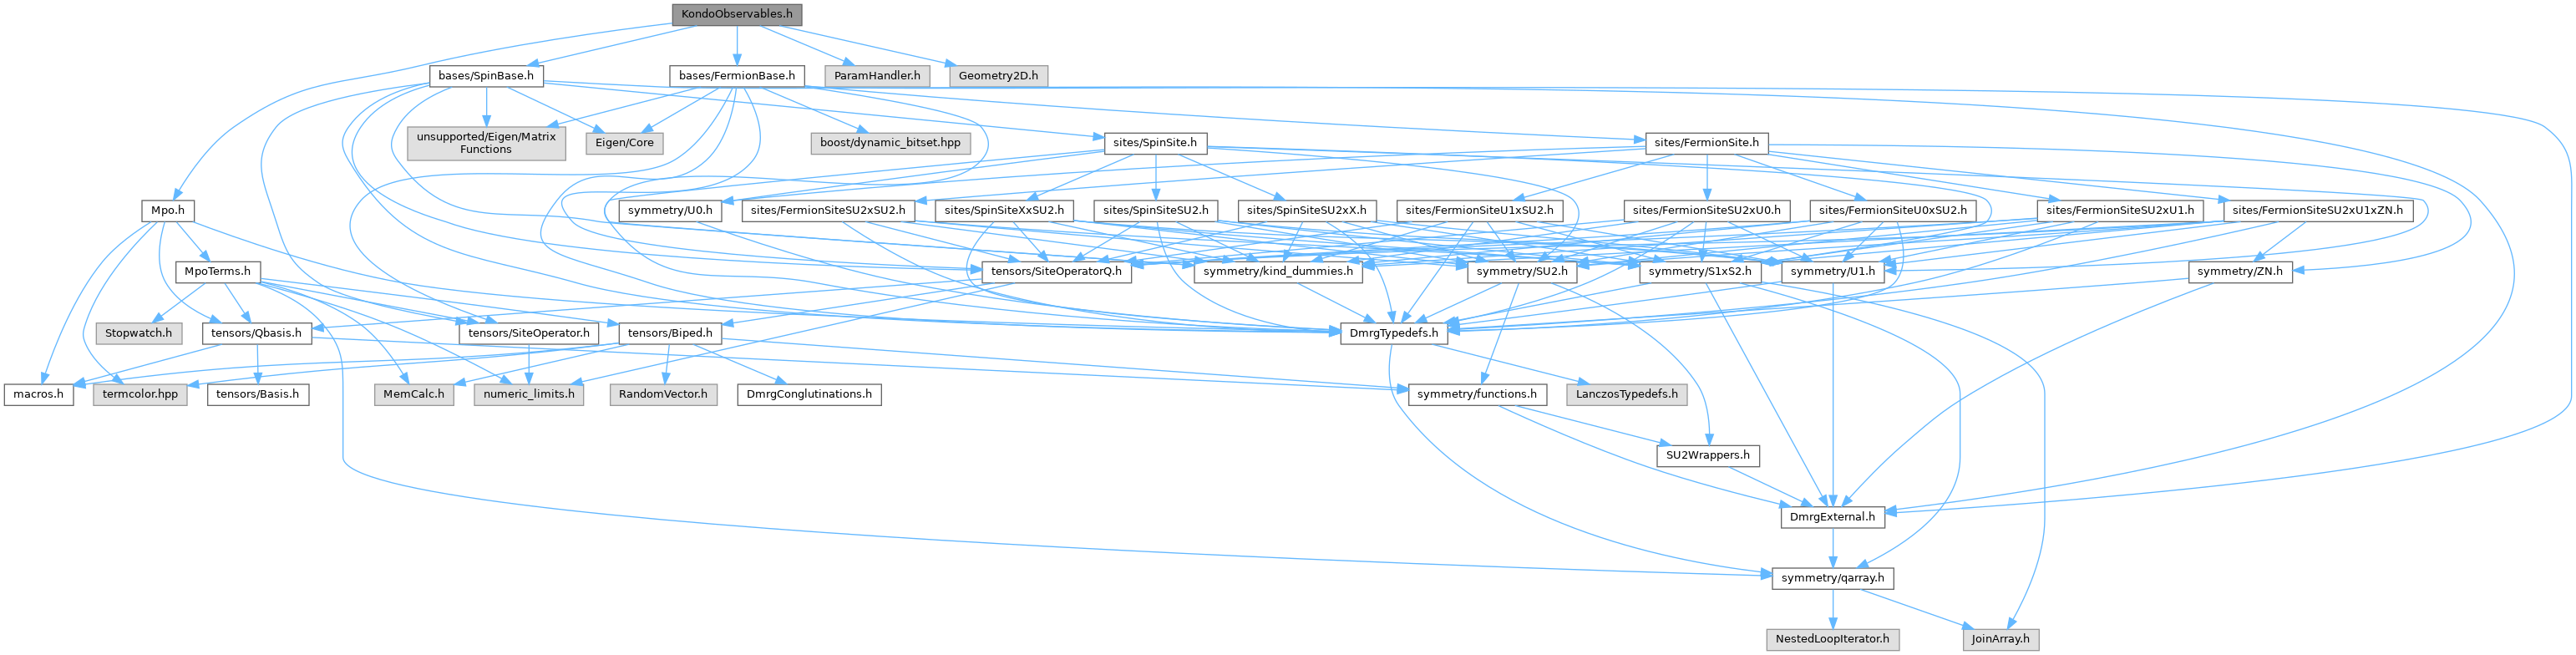 KondoObservables.h
bases/SpinBase.h
bases/FermionBase.h
ParamHandler.h
Geometry2D.h
unsupported/Eigen/Matrix
Functions
Eigen/Core
boost/dynamic_bitset.hpp
sites/SpinSite.h
sites/FermionSite.h
Mpo.h
symmetry/U0.h
sites/FermionSiteSU2xSU2.h
sites/SpinSiteXxSU2.h
sites/SpinSiteSU2.h
sites/SpinSiteSU2xX.h
sites/FermionSiteU1xSU2.h
sites/FermionSiteSU2xU0.h
sites/FermionSiteU0xSU2.h
sites/FermionSiteSU2xU1.h
sites/FermionSiteSU2xU1xZN.h
MpoTerms.h
tensors/SiteOperatorQ.h
symmetry/kind_dummies.h
symmetry/SU2.h
symmetry/S1xS2.h
symmetry/U1.h
symmetry/ZN.h
Stopwatch.h
tensors/Qbasis.h
tensors/SiteOperator.h
tensors/Biped.h
DmrgTypedefs.h
macros.h
termcolor.hpp
tensors/Basis.h
MemCalc.h
numeric_limits.h
RandomVector.h
DmrgConglutinations.h
symmetry/functions.h
LanczosTypedefs.h
SU2Wrappers.h
DmrgExternal.h
symmetry/qarray.h
NestedLoopIterator.h
JoinArray.h